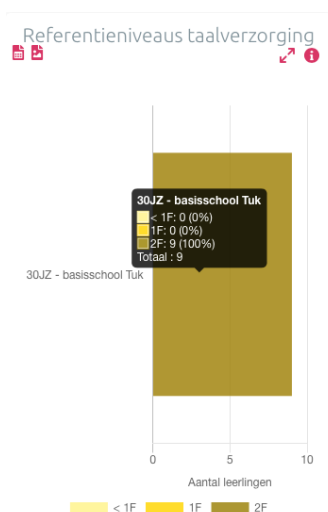 Referentieniveaus taalverzorging
30JZ - basisschool Tuk
< 1F: 0 (0%)
1F: 0 (0%)
2F: 9 (100%)
Totaal : 9
30JZ - basisschool Tuk
0 5 10
Aantal leerlingen
< 1F 1F 2F